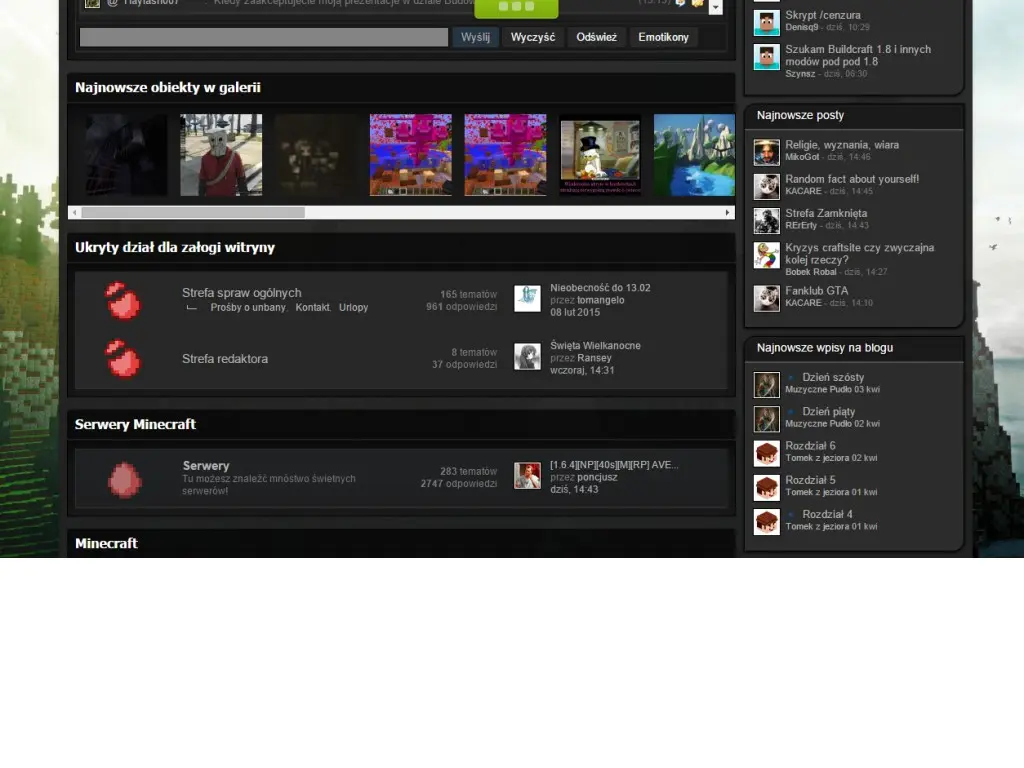 @ Hayfash007 Kiedy zaakceptujecie moją prezentację w dziale Budow
Wyślij Wyczyść Odśwież Emotikony
Najnowsze obiekty w galerii
Ukryty dział dla załogi witryny
Strefa spraw ogólnych
Prośby o unbany, Kontakt, Urlopy
165 tematów
961 odpowiedzi
Nieobecność do 13.02
przez tomangelo
08 lut 2015
Strefa redaktora
8 tematów
37 odpowiedzi
Święta Wielkanocne
przez Ransey
wczoraj, 14:31
Serwery Minecraft
Serwery
Tu możesz znaleźć mnóstwo świetnych
serwerów!
283 tematów
2747 odpowiedzi
[1.6.4][NP][40s][M][RP] AVE...
przez poncjusz
dziś, 14:43
Minecraft
Skrypt /cenzura
Denisq9 - dziś, 10:29
Szukam Buildcraft 1.8 i innych
modów pod pod 1.8
Szynsz - dziś, 00:30
Najnowsze posty
Religie, wyznania, wiara
MikoGot - dziś, 14:46
Random fact about yourself!
KACARE - dziś, 14:45
Strefa Zamknięta
RErErty - dziś, 14:43
Kryzys craftsite czy zwyczajna
kolej rzeczy?
Bobek Robal - dziś, 14:27
Fanklub GTA
KACARE - dziś, 14:10
Najnowsze wpisy na blogu
Dzień szósty
Muzyczne Pudło 03 kwi
Dzień piąty
Muzyczne Pudło 02 kwi
Rozdział 6
Tomek z jeziora 02 kwi
Rozdział 5
Tomek z jeziora 01 kwi
Rozdział 4
Tomek z jeziora 01 kwi